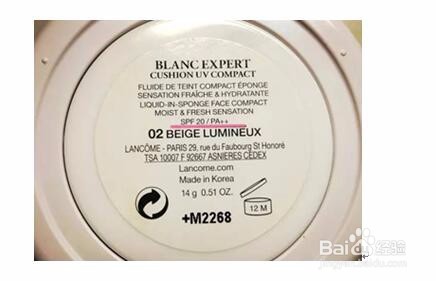 BLANC EXPERT
CUSHION UV COMPACT
FLUIDE DE TEINT COMPACT ÉPONGE
SENSATION FRAÎCHE & HYDRATANTE
LIQUID-IN-SPONGE FACE COMPACT
MOIST & FRESH SENSATION
SPF 20 / PA++
02 BEIGE LUMINEUX
LANCÔME - PARIS 29, rue du Faubourg St Honoré
TSA 10007 F 92667 ASNIERES CEDEX
Lancome.com
Made in Korea
14 g 0.51 OZ.
12 M
+M2268
Baidu经验